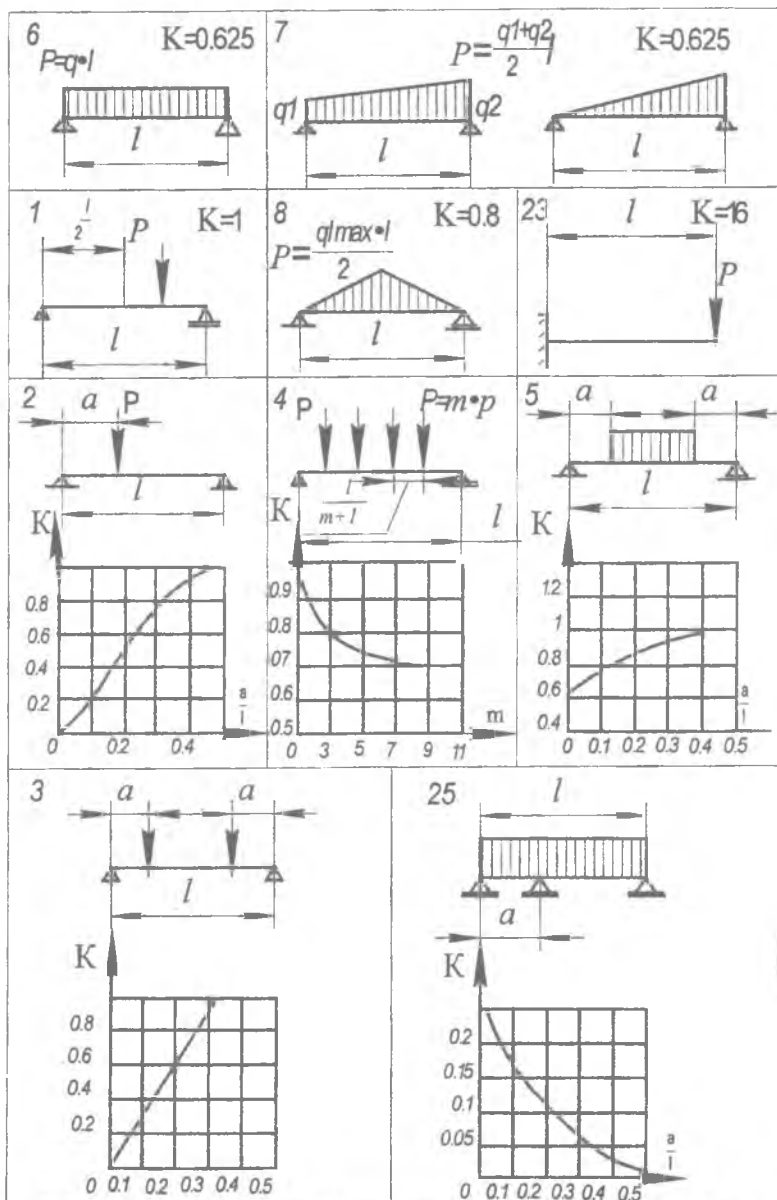 6 K=0.625
P=q•l
l
7 P=q1+q2/2 l K=0.625
q1 q2
l
l
1 l/2 P K=1
l
8 K=0.8
P=qlmax•l/2
l
23 l K=16
P
2 a P
l
K
0.8
0.6
0.4
0.2
0 0.2 0.4 a/l
4 P P=m•p
l/m+1
l
K
0.9
0.8
0.7
0.6
0.5
0 3 5 7 9 11 m
5 a a
l
K
1.2
1
0.8
0.6
0.4
0 0.1 0.2 0.3 0.4 0.5 a/l
3 a a
l
K
0.8
0.6
0.4
0.2
0 0.1 0.2 0.3 0.4 0.5
25 l
a
K
0.2
0.15
0.1
0.05
0 0.1 0.2 0.3 0.4 0.5 a/l